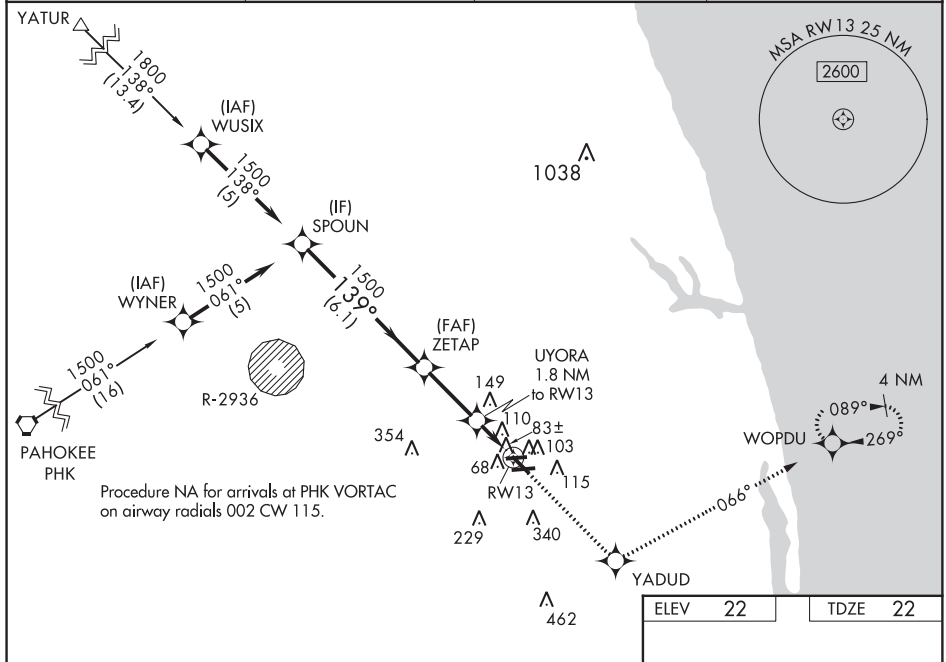 YATUR
1800
138°
(13.4)
(IAF)
WUSIX
1500
138°
(5)
(IF)
SPOUN
MSA RW13 25 NM
2600
1038
(IAF)
WYNER
1500
061°
(5)
1500
139°
(6.1)
(FAF)
ZETAP
1500
061°
(16)
R-2936
PAHOKEE
PHK
UYORA
1.8 NM
to RW13
149
110
83±
103
354
68
115
RW13
229
340
462
4 NM
089°
269°
WOPDU
066°
YADUD
Procedure NA for arrivals at PHK VORTAC
on airway radials 002 CW 115.
ELEV 22
TDZE 22